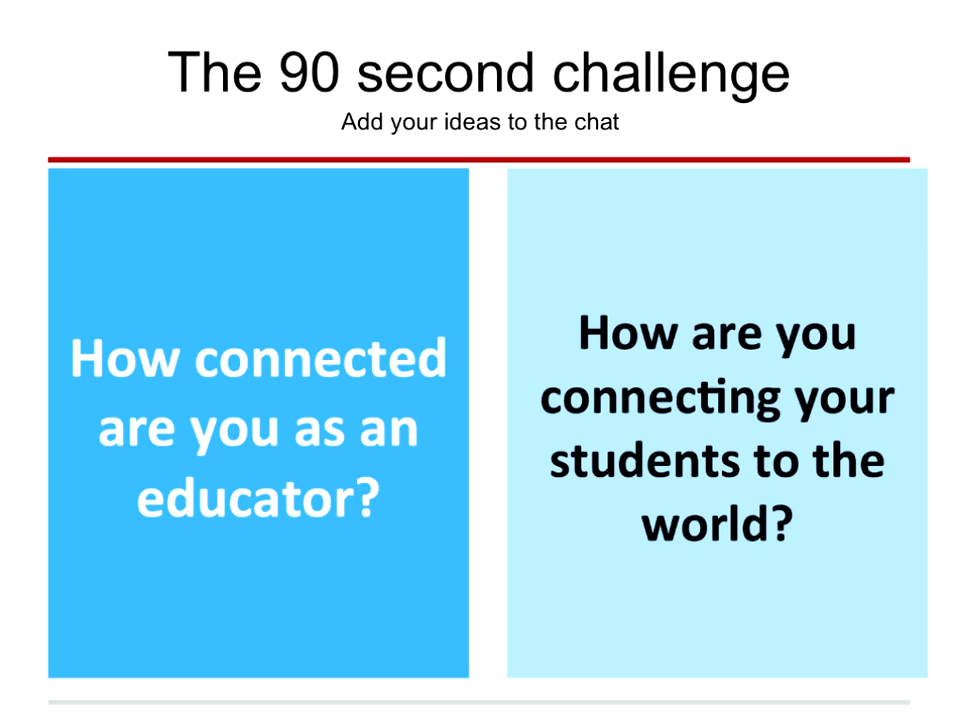 The 90 second challenge
Add your ideas to the chat
How connected
are you as an
educator?
How are you
connecting your
students to the
world?